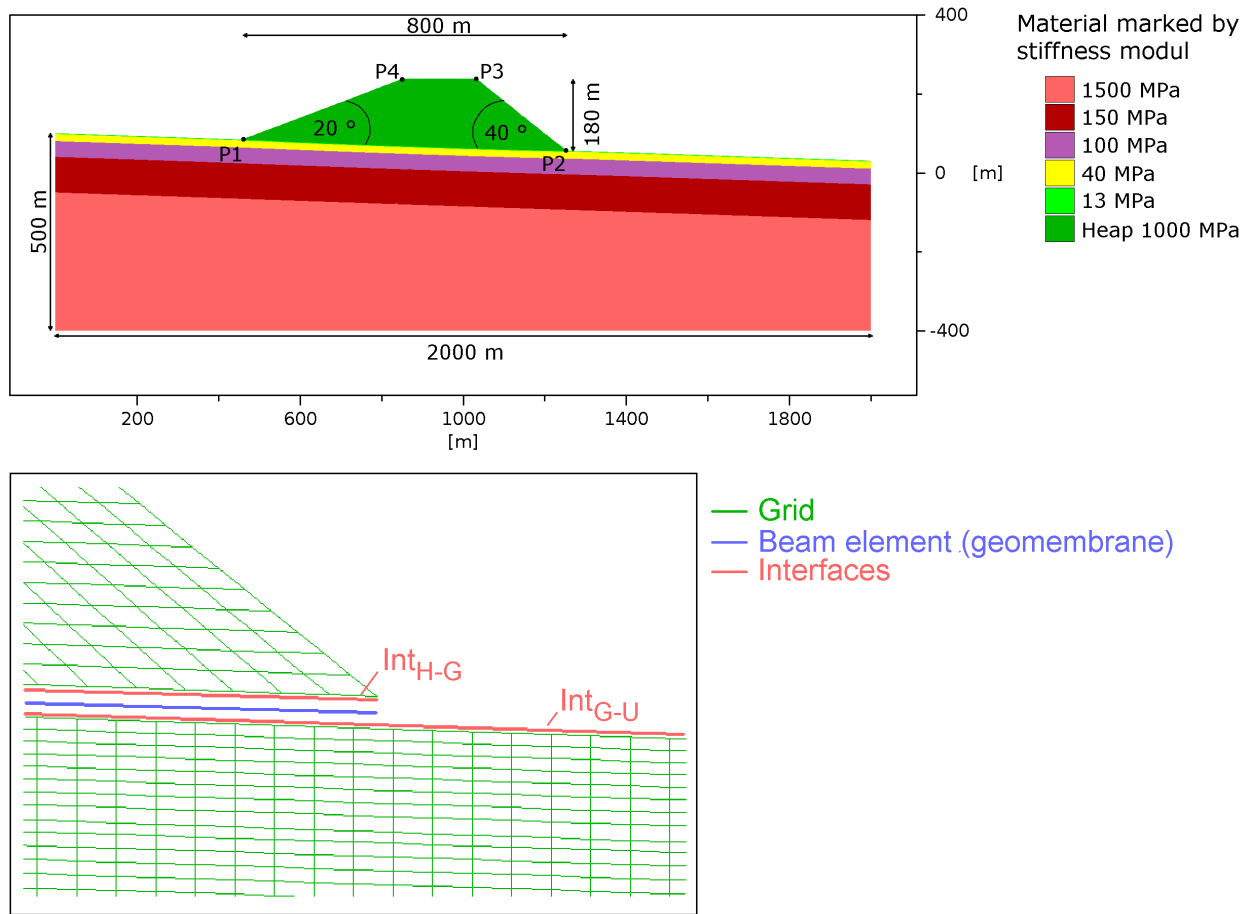 800 m
400
P4
P3
20 º
40 º
180 m
P1
P2
500 m
0
[m]
-400
2000 m
200
600
1000
1400
1800
[m]
Material marked by
stiffness modul
1500 MPa
150 MPa
100 MPa
40 MPa
13 MPa
Heap 1000 MPa
IntH-G
IntG-U
Grid
Beam element (geomembrane)
Interfaces